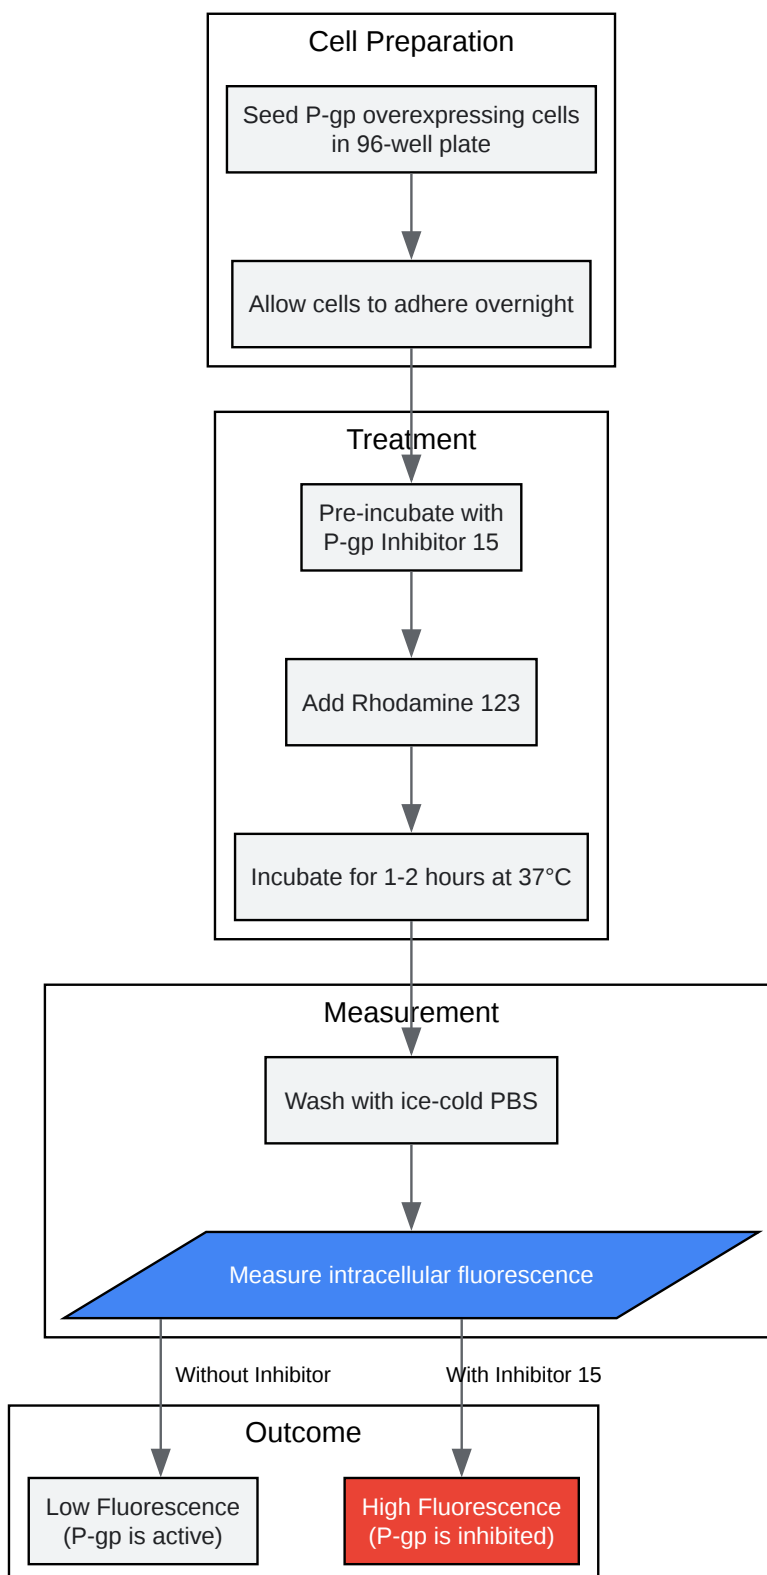 Cell Preparation
Seed P-gp overexpressing cells
in 96-well plate
Allow cells to adhere overnight
Treatment
Pre-incubate with
P-gp Inhibitor 15
Add Rhodamine 123
Incubate for 1-2 hours at 37°C
Measurement
Wash with ice-cold PBS
Measure intracellular fluorescence
Without Inhibitor
With Inhibitor 15
Outcome
Low Fluorescence
(P-gp is active)
High Fluorescence
(P-gp is inhibited)